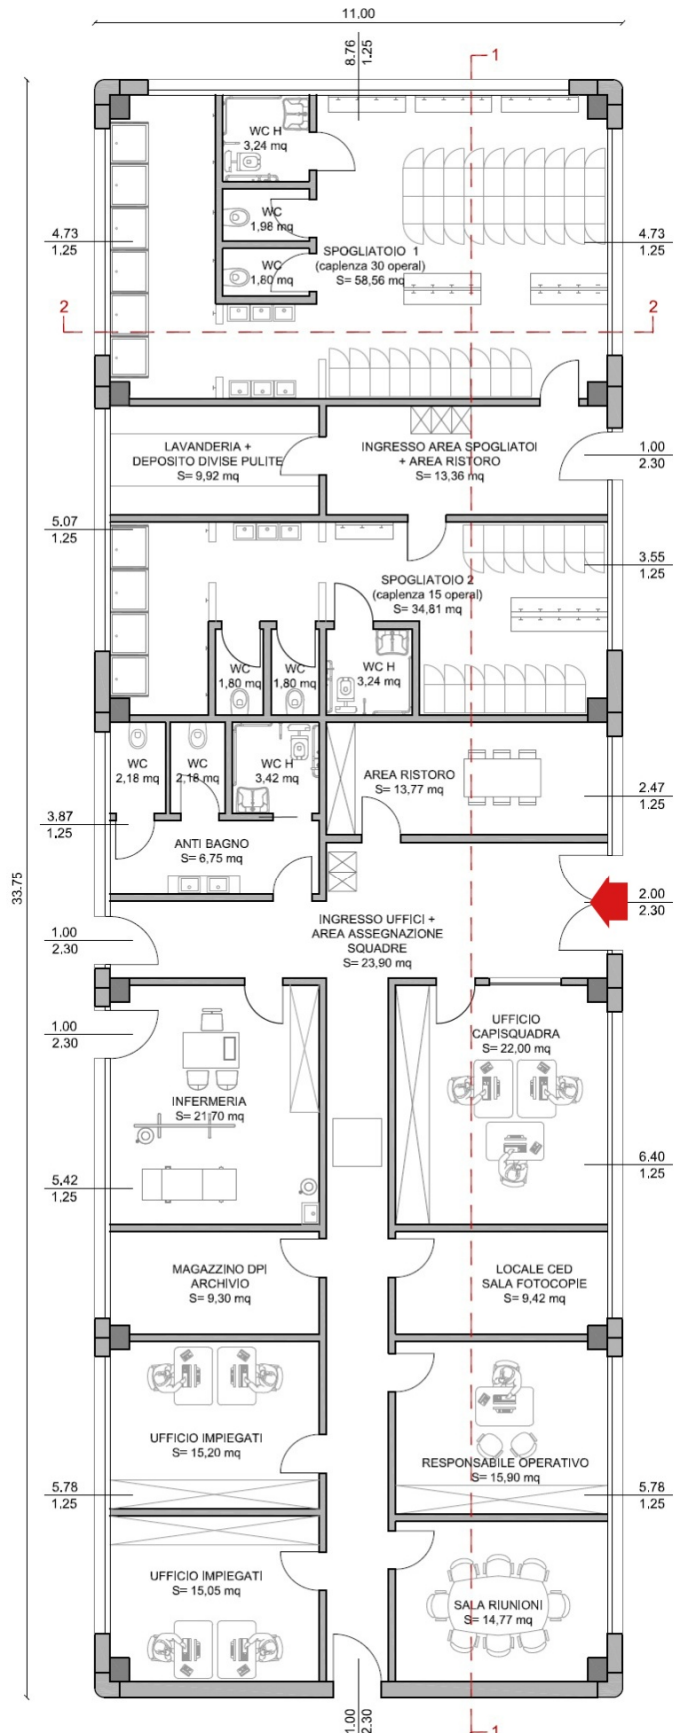 11,00
8.76
1.25
1
WC H
3,24 mq
WC
1,98 mq
4.73
1.25
4.73
1.25
SPOGLIATOIO 1
(capienza 30 operai)
S= 58,56 mq
WC
1,80 mq
2
2
LAVANDERIA +
DEPOSITO DIVISE PULITE
S= 9,92 mq
INGRESSO AREA SPOGLIATOI
+ AREA RISTORO
S= 13,36 mq
1,00
2.30
5.07
1.25
3.55
1.25
SPOGLIATOIO 2
(capienza 15 operai)
S= 34,81 mq
WC
1,80 mq
WC
1,80 mq
WC H
3,24 mq
WC
2,18 mq
WC
2,18 mq
WC H
3,42 mq
AREA RISTORO
S= 13,77 mq
2.47
1.25
3.87
1.25
ANTI BAGNO
S= 6,75 mq
33.75
INGRESSO UFFICI +
AREA ASSEGNAZIONE
SQUADRE
S= 23,90 mq
2.00
2.30
1.00
2.30
1.00
2.30
UFFICIO
CAPISQUADRA
S= 22,00 mq
INFERMERIA
S= 21,70 mq
5,42
1.25
6.40
1.25
MAGAZZINO DPI
ARCHIVIO
S= 9,30 mq
LOCALE CED
SALA FOTOCOPIE
S= 9,42 mq
UFFICIO IMPIEGATI
S= 15,20 mq
RESPONSABILE OPERATIVO
S= 15,90 mq
5.78
1.25
5.78
1.25
UFFICIO IMPIEGATI
S= 15,05 mq
SALA RIUNIONI
S= 14,77 mq
1.00
2.30
1